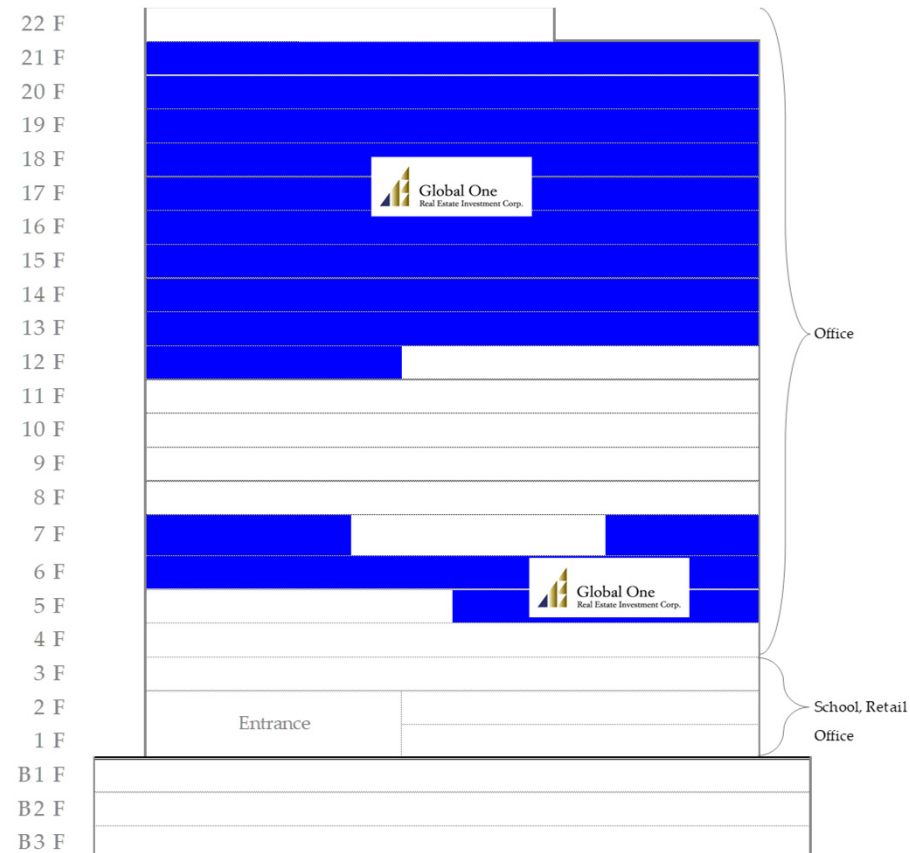 22 F
21 F
20 F
19 F
18 F
17 F
16 F
15 F
14 F
13 F
12 F
11 F
10 F
9 F
8 F
7 F
6 F
5 F
4 F
3 F
2 F
1 F
B1 F
B2 F
B3 F
Global One
Real Estate Investment Corp.
Office
Global One
Real Estate Investment Corp.
Entrance
School, Retail
Office